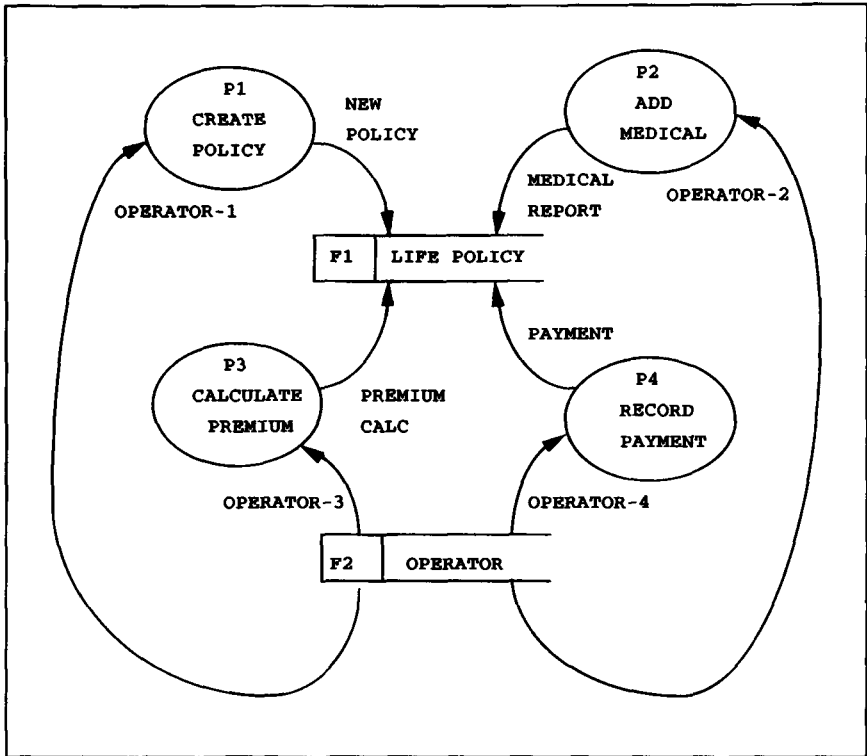 P1
CREATE
POLICY
NEW
POLICY
P2
ADD
MEDICAL
OPERATOR-1
MEDICAL
REPORT
OPERATOR-2
F1
LIFE POLICY
P3
CALCULATE
PREMIUM
PREMIUM
CALC
PAYMENT
P4
RECORD
PAYMENT
OPERATOR-3
OPERATOR-4
F2
OPERATOR